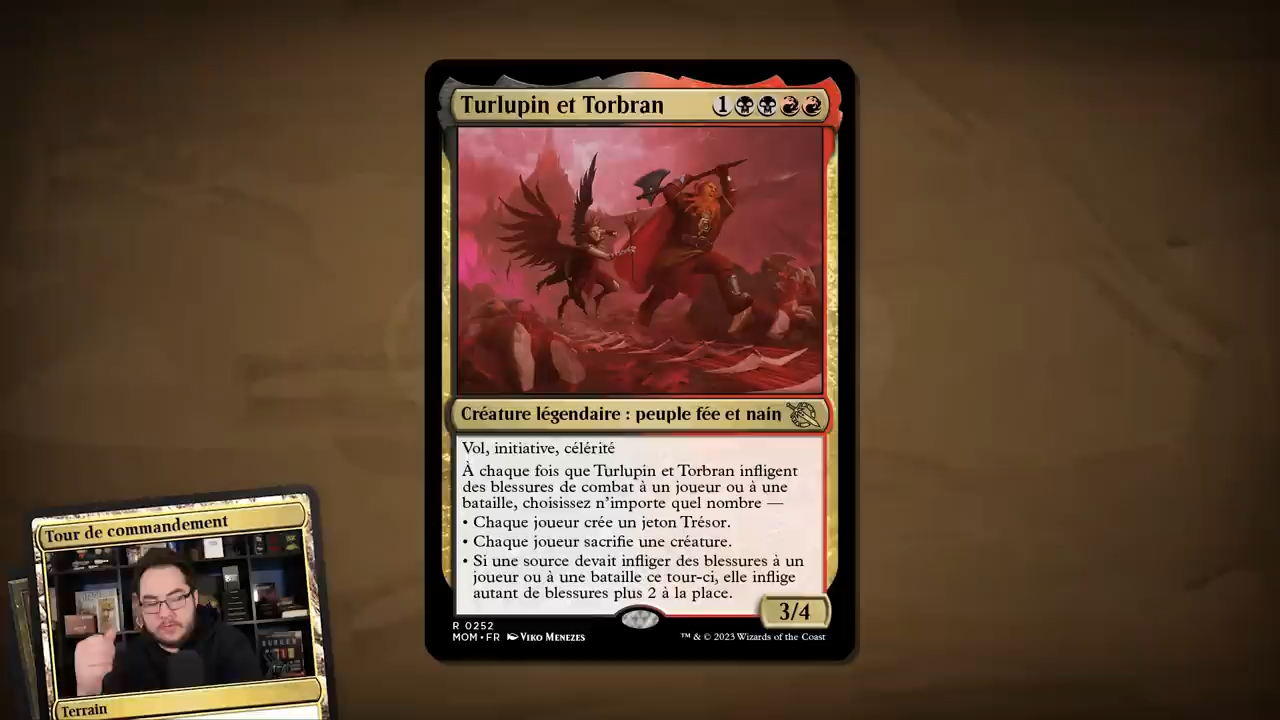 Turlupin et Torbran
1
Créature légendaire : peuple fée et nain
Vol, initiative, célérité
À chaque fois que Turlupin et Torbran infligent
des blessures de combat à un joueur ou à une
bataille, choisissez n'importe quel nombre —
• Chaque joueur crée un jeton Trésor.
• Chaque joueur sacrifie une créature.
• Si une source devait infliger des blessures à un
joueur ou à une bataille ce tour-ci, elle inflige
autant de blessures plus 2 à la place.
3/4
R 0252
MOM • FR Viko Menezes
™ & © 2023 Wizards of the Coast
Tour de commandement
Terrain